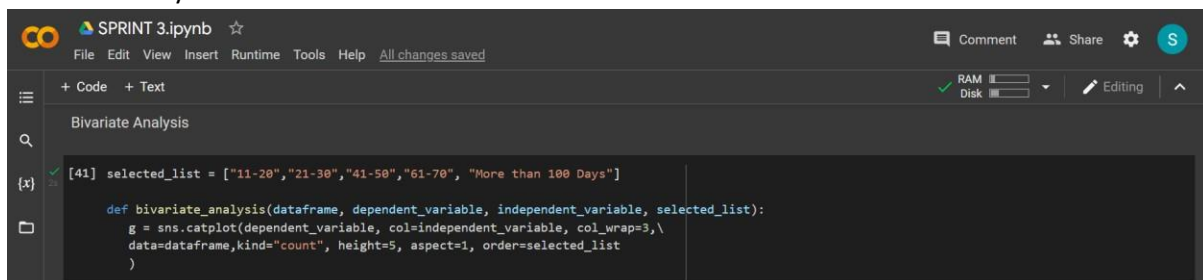 SPRINT 3.ipynb
File Edit View Insert Runtime Tools Help All changes saved
Comment Share S
+ Code + Text
RAM
Disk
Editing
Bivariate Analysis
{x}
[41] selected_list = ["11-20","21-30","41-50","61-70", "More than 100 Days"]
2s
def bivariate_analysis(dataframe, dependent_variable, independent_variable, selected_list):
g = sns.catplot(dependent_variable, col=independent_variable, col_wrap=3,\
data=dataframe,kind="count", height=5, aspect=1, order=selected_list
)